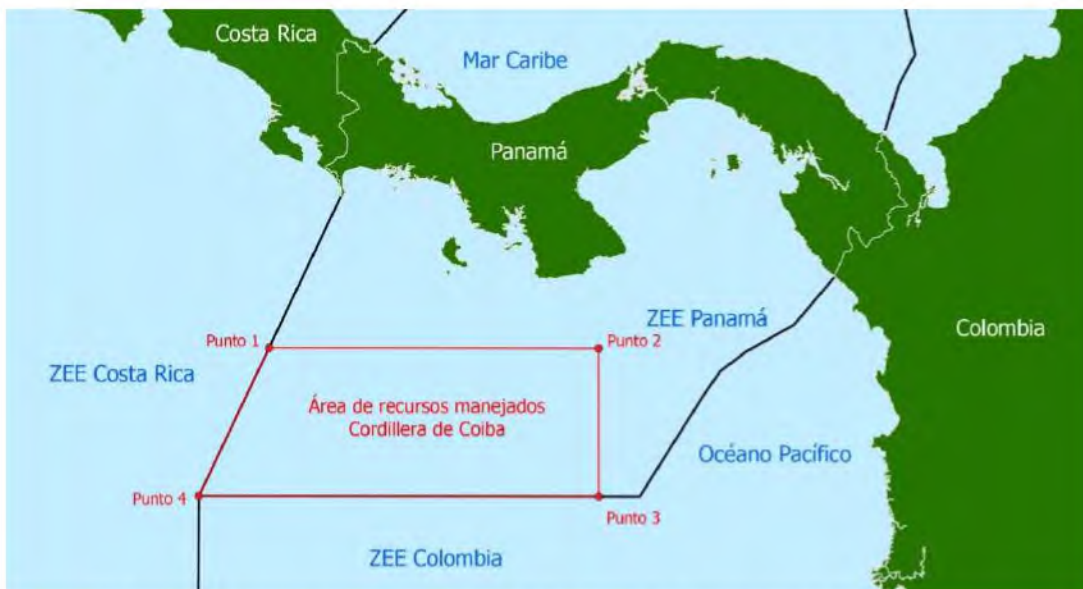 Costa Rica
Mar Caribe
Panamá
ZEE Panamá
Colombia
Punto 1
Punto 2
ZEE Costa Rica
Área de recursos manejados
Cordillera de Coiba
Océano Pacífico
Punto 4
Punto 3
ZEE Colombia